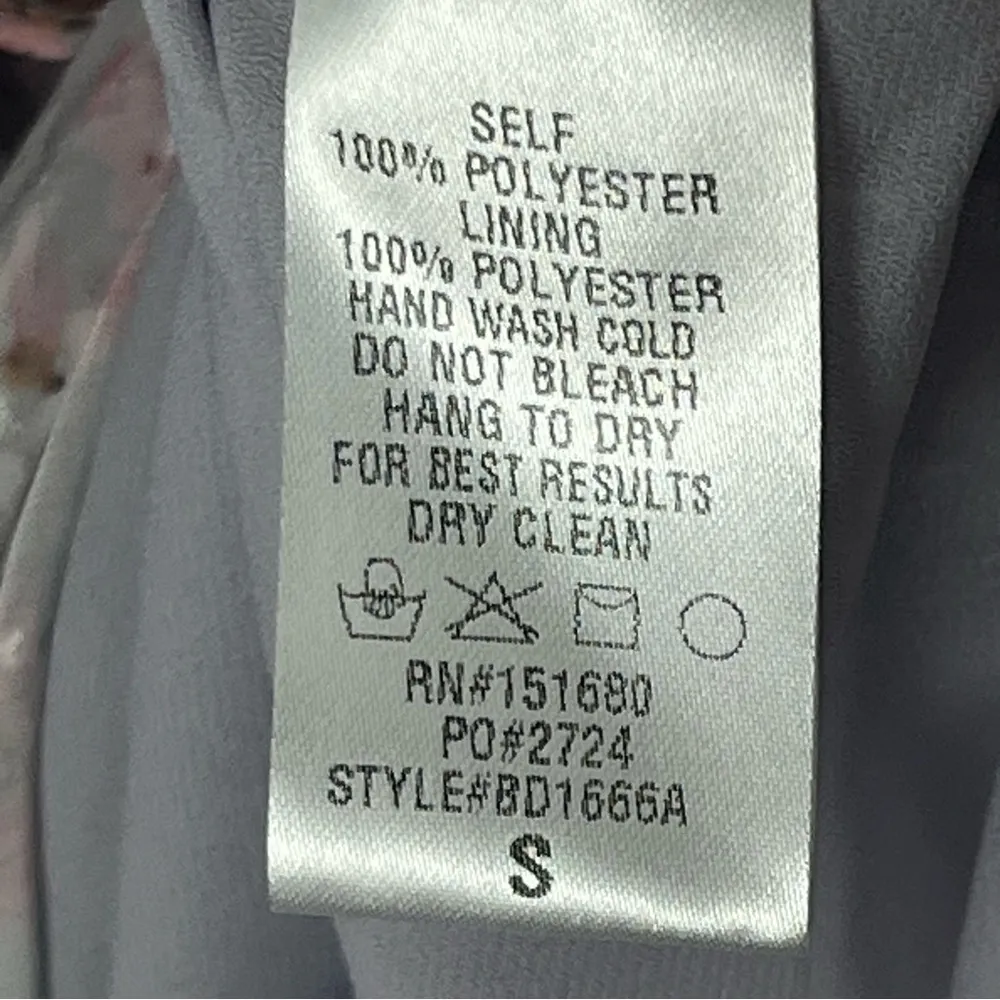 SELF
100% POLYESTER
LINING
100% POLYESTER
HAND WASH COLD
DO NOT BLEACH
HANG TO DRY
FOR BEST RESULTS
DRY CLEAN
RN#151680
PO#2724
STYLE#BD1666A
S